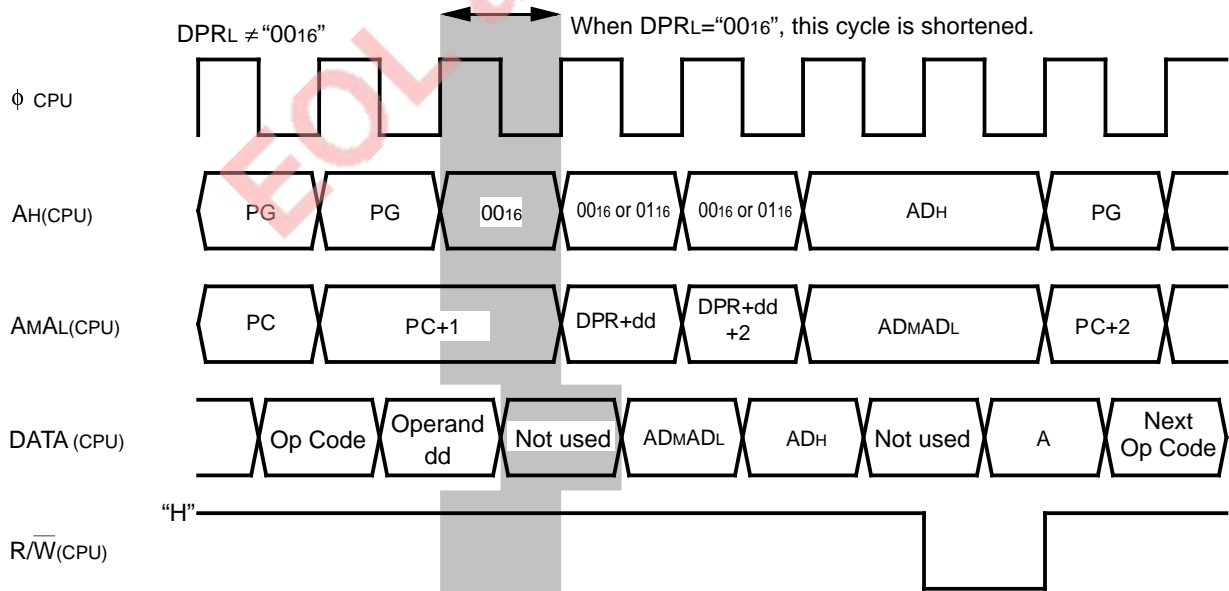 DPRL ≠ “0016”
When DPRL=“0016”, this cycle is shortened.
ϕ CPU
AH(CPU)
PG
PG
0016
0016 or 0116
0016 or 0116
ADH
PG
AMAL(CPU)
PC
PC+1
DPR+dd
DPR+dd
+2
ADMADL
PC+2
DATA (CPU)
Op Code
Operand
dd
Not used
ADMADL
ADH
Not used
A
Next
Op Code
“H”
R/W̅(CPU)
EOL